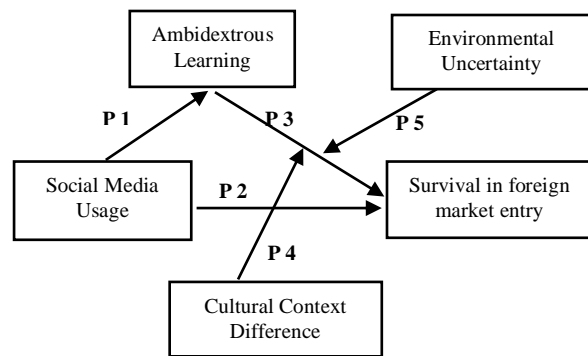 Ambidextrous
Learning
Environmental
Uncertainty
P 1
P 3
P 5
Social Media
Usage
P 2
Survival in foreign
market entry
P 4
Cultural Context
Difference